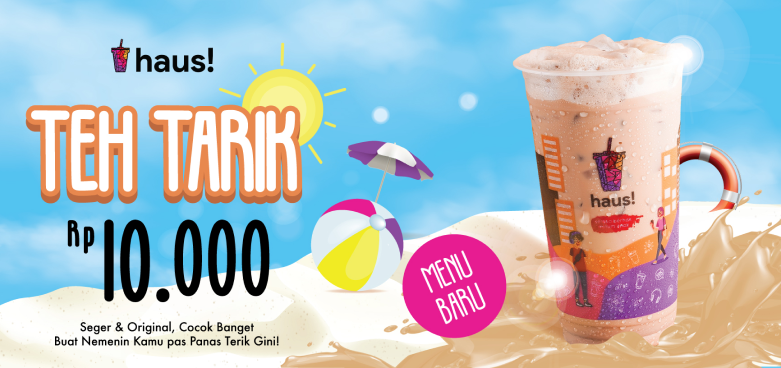 haus!
TEH TARIK
Rp 10.000
Seger & Original, Cocok Banget
Buat Nemenin Kamu pas Panas Terik Gini!
MENU
BARU
haus!